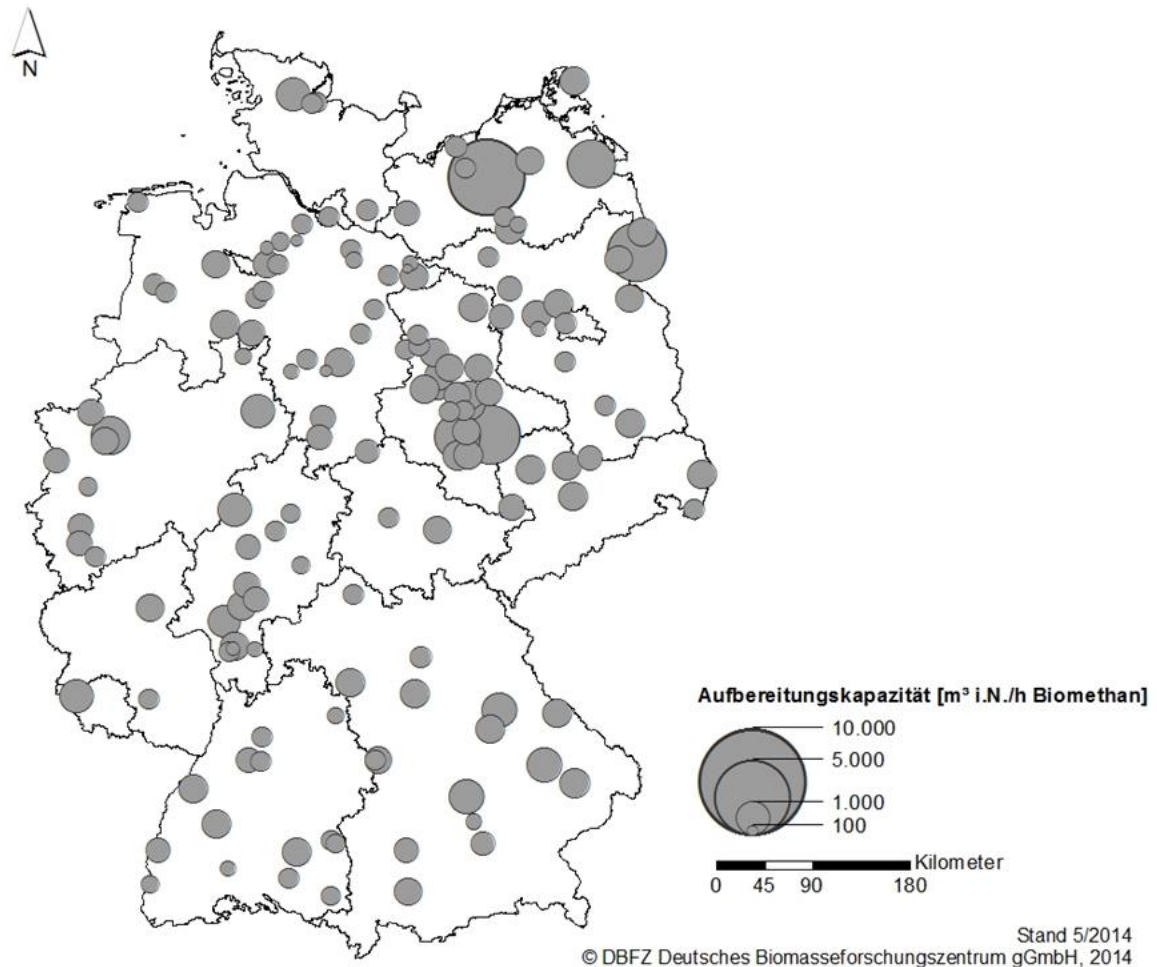 N
Aufbereitungskapazität [m³ i.N./h Biomethan]
10.000
5.000
1.000
100
Kilometer
0 45 90 180
Stand 5/2014
© DBFZ Deutsches Biomasseforschungszentrum gGmbH, 2014